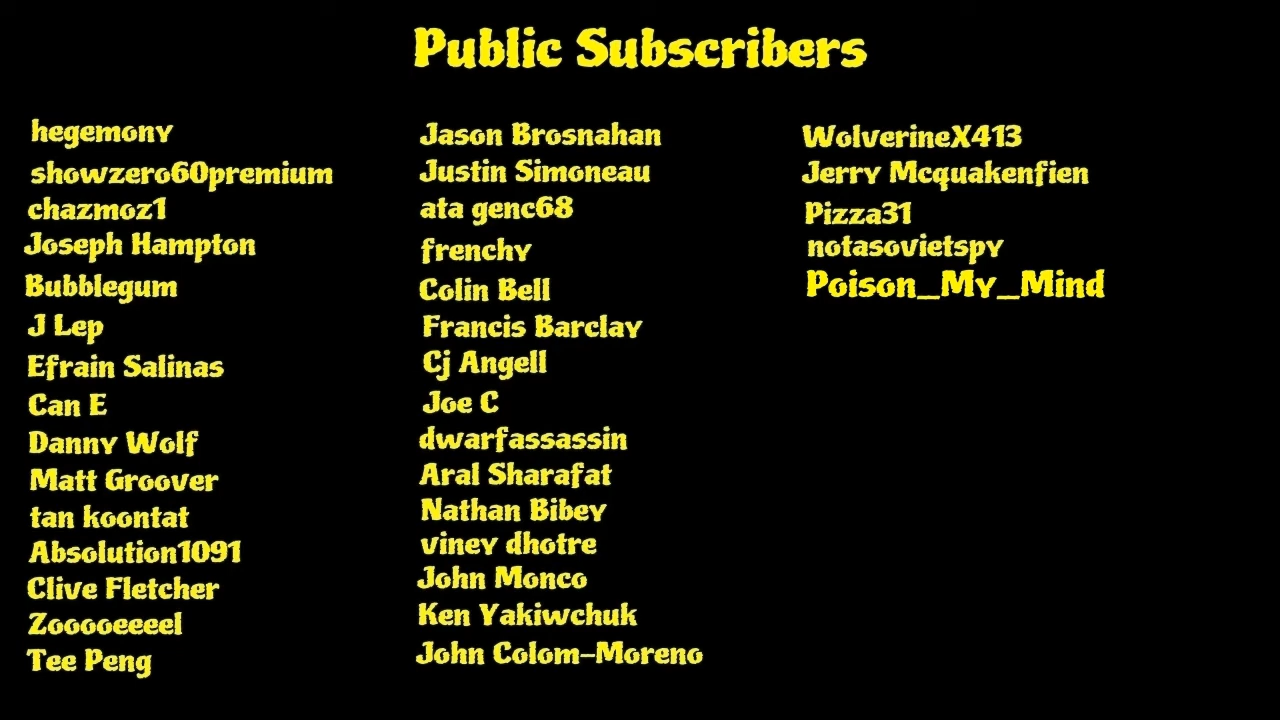 Public Subscribers
hegemony
showzero60premium
chazmoz1
Joseph Hampton
Bubblegum
J Lep
Efrain Salinas
Can E
Danny Wolf
Matt Groover
tan koontat
Absolution1091
Clive Fletcher
Zooooeeeel
Tee Peng
Jason Brosnahan
Justin Simoneau
ata genc68
frenchy
Colin Bell
Francis Barclay
Cj Angell
Joe C
dwarfassassin
Aral Sharafat
Nathan Bibey
viney dhotre
John Monco
Ken Yakiwchuk
John Colom-Moreno
WolverineX413
Jerry Mcquakenfien
Pizza31
notasovietspy
Poison_My_Mind